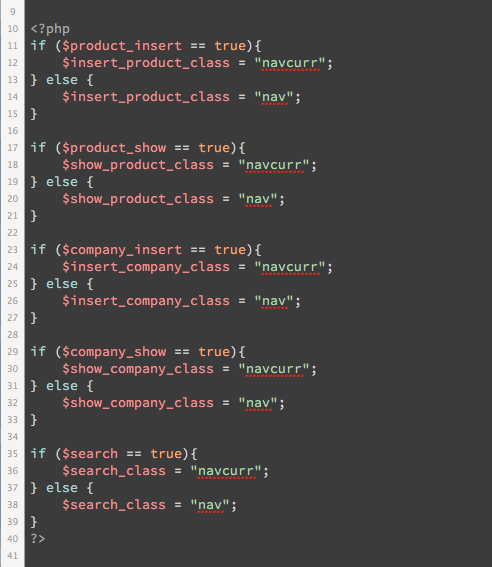 9
10 <?php
11 if ($product_insert == true){
12     $insert_product_class = "navcurr";
13 } else {
14     $insert_product_class = "nav";
15 }
16
17 if ($product_show == true){
18     $show_product_class = "navcurr";
19 } else {
20     $show_product_class = "nav";
21 }
22
23 if ($company_insert == true){
24     $insert_company_class = "navcurr";
25 } else {
26     $insert_company_class = "nav";
27 }
28
29 if ($company_show == true){
30     $show_company_class = "navcurr";
31 } else {
32     $show_company_class = "nav";
33 }
34
35 if ($search == true){
36     $search_class = "navcurr";
37 } else {
38     $search_class = "nav";
39 }
40 ?>
41